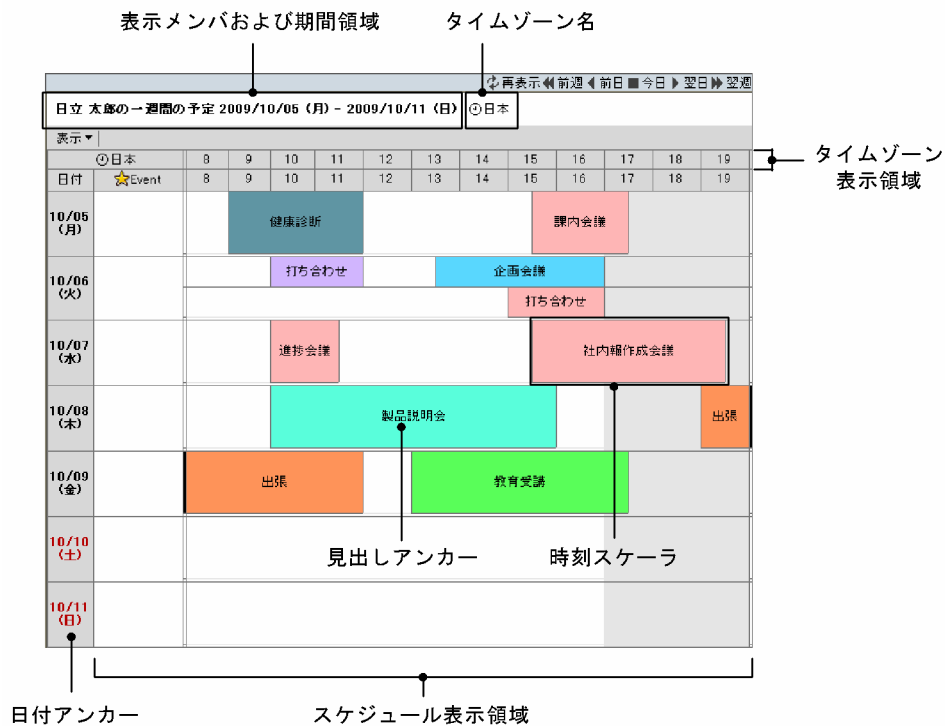 表示メンバおよび期間領域 タイムゾーン名
再表示 前週 前日 今日 翌日 翌週
日立 太郎の一週間の予定 2009/10/05 (月) - 2009/10/11 (日) 日本
表示▼
日本 8 9 10 11 12 13 14 15 16 17 18 19
タイムゾーン
表示領域
日付 Event 8 9 10 11 12 13 14 15 16 17 18 19
10/05
(月)
健康診断 課内会議
10/06
(火)
打ち合わせ 企画会議
打ち合わせ
10/07
(水)
進捗会議 社内報作成会議
10/08
(木)
製品説明会 出張
10/09
(金)
出張 教育受講
10/10
(土)
見出しアンカー 時刻スケーラ
10/11
(日)
日付アンカー スケジュール表示領域